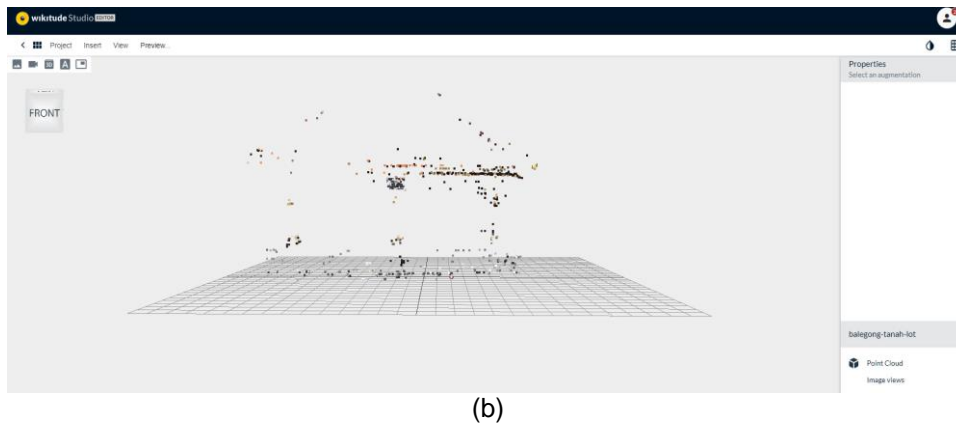 wikitude Studio EDITOR
Project Insert View Preview...
3D A
Properties
Select an augmentation
FRONT
balegong-tanah-lot
Point Cloud
Image views
(b)